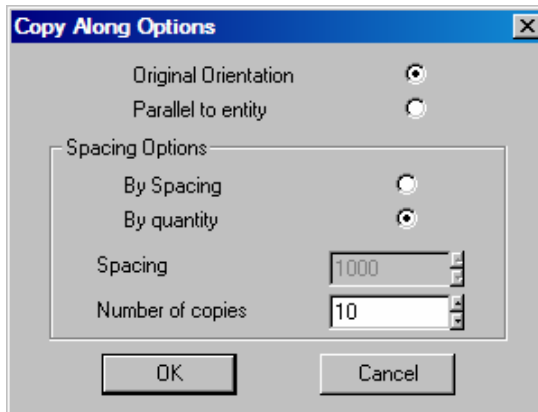 Copy Along Options
Original Orientation
Parallel to entity
Spacing Options
By Spacing
By quantity
Spacing 1000
Number of copies 10
OK Cancel